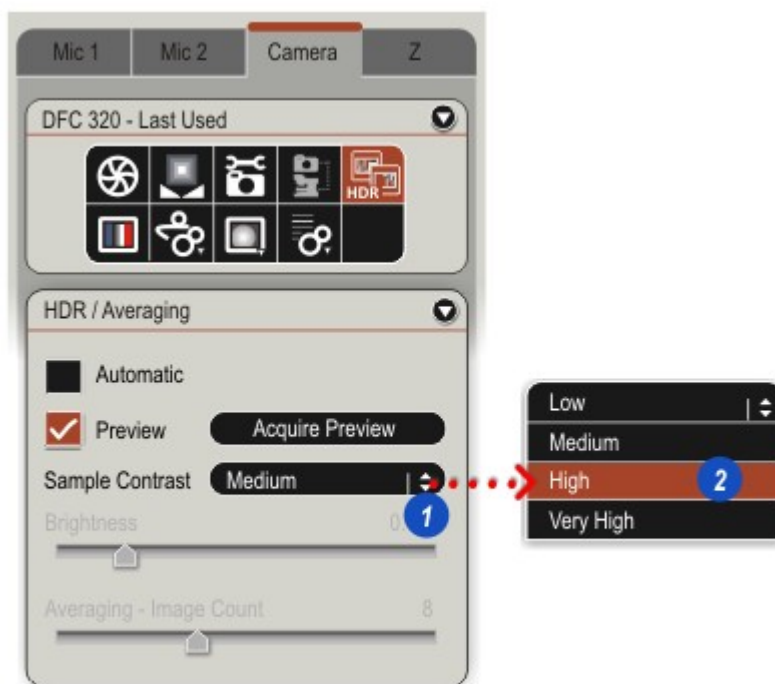 Mic 1 Mic 2 Camera Z
DFC 320 - Last Used
HDR
HDR / Averaging
Automatic
Preview Acquire Preview
Sample Contrast Medium
1
Brightness
Averaging - Image Count 8
Low
Medium
High 2
Very High